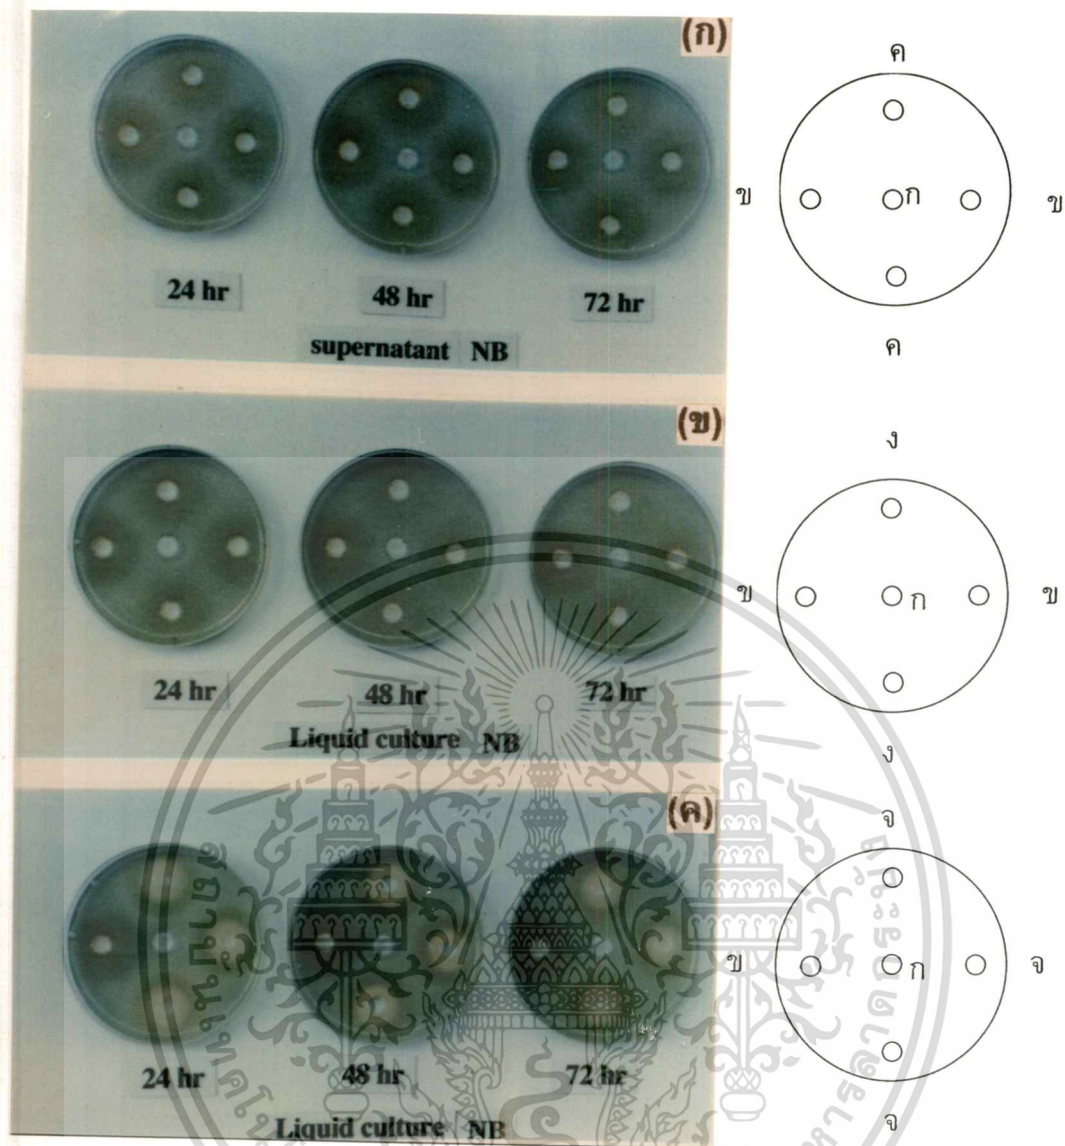 (ก)
24 hr
48 hr
72 hr
supernatant NB
ค
ข
ก
ข
ค
(ข)
24 hr
48 hr
72 hr
Liquid culture NB
ง
ข
ก
ข
ง
(ค)
24 hr
48 hr
72 hr
Liquid culture NB
จ
ข
ก
จ
จ